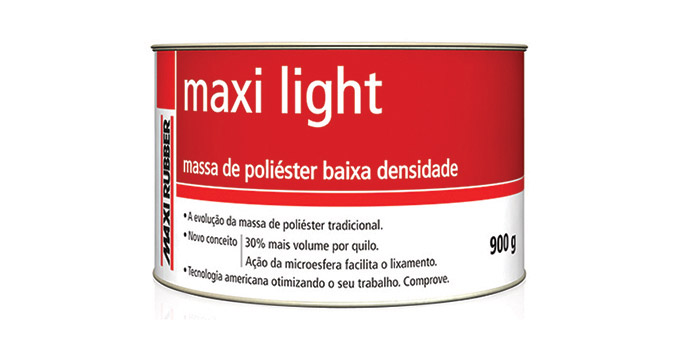 maxi light
massa de poliéster baixa densidade
MAXI RUBBER
• A evolução da massa de poliéster tradicional.
• Novo conceito | 30% mais volume por quilo.
Ação da microesfera facilita o lixamento.
• Tecnologia americana otimizando o seu trabalho. Comprove.
900 g